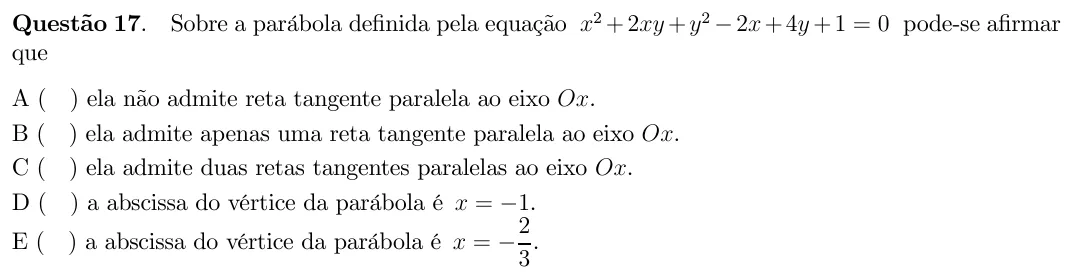 Questão 17. Sobre a parábola definida pela equação x² + 2xy + y² − 2x + 4y + 1 = 0 pode-se afirmar
que
A ( ) ela não admite reta tangente paralela ao eixo Ox.
B ( ) ela admite apenas uma reta tangente paralela ao eixo Ox.
C ( ) ela admite duas retas tangentes paralelas ao eixo Ox.
D ( ) a abscissa do vértice da parábola é x = −1.
E ( ) a abscissa do vértice da parábola é x = −2/3.